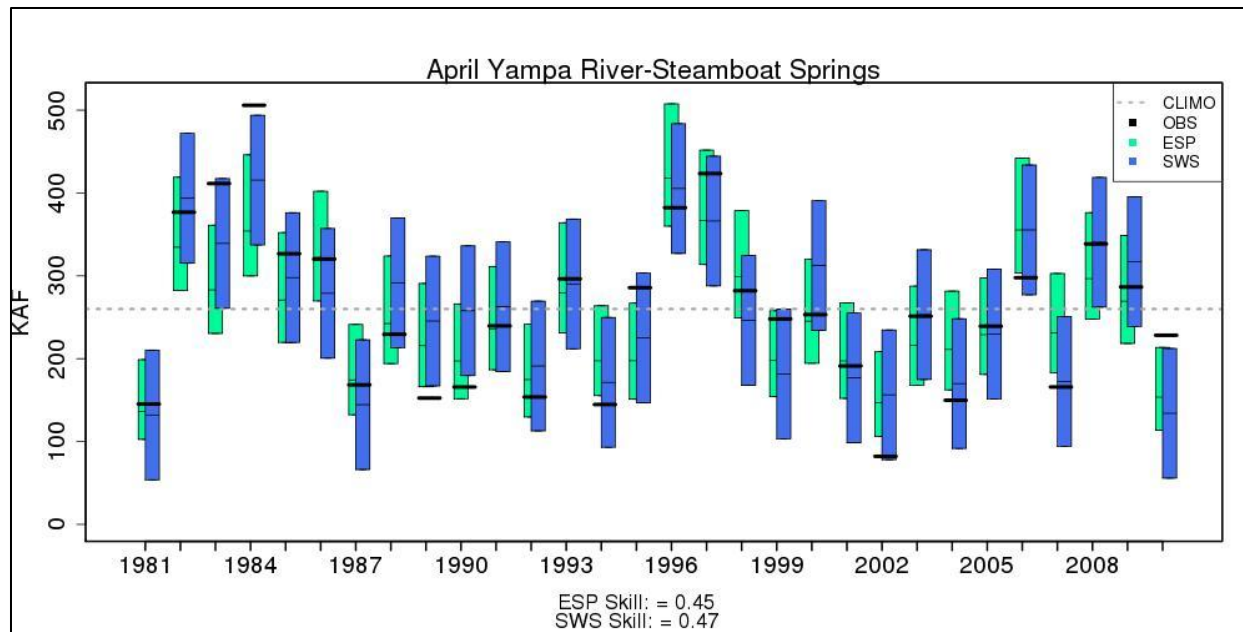 April Yampa River-Steamboat Springs
CLIMO
OBS
ESP
SWS
500
400
300
200
100
0
KAF
1981 1984 1987 1990 1993 1996 1999 2002 2005 2008
ESP Skill: = 0.45
SWS Skill: = 0.47